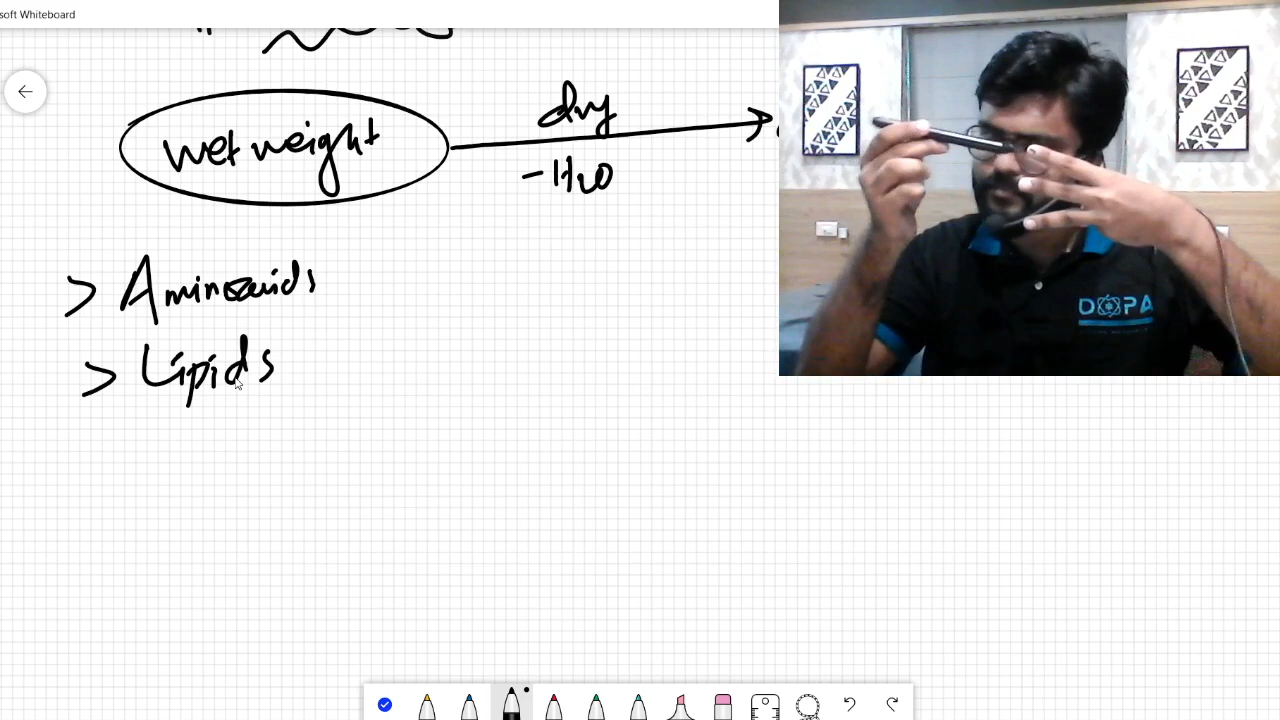 soft Whiteboard
wet weight
dry
-H2O
> Aminoacids
> Lipids
DOPA